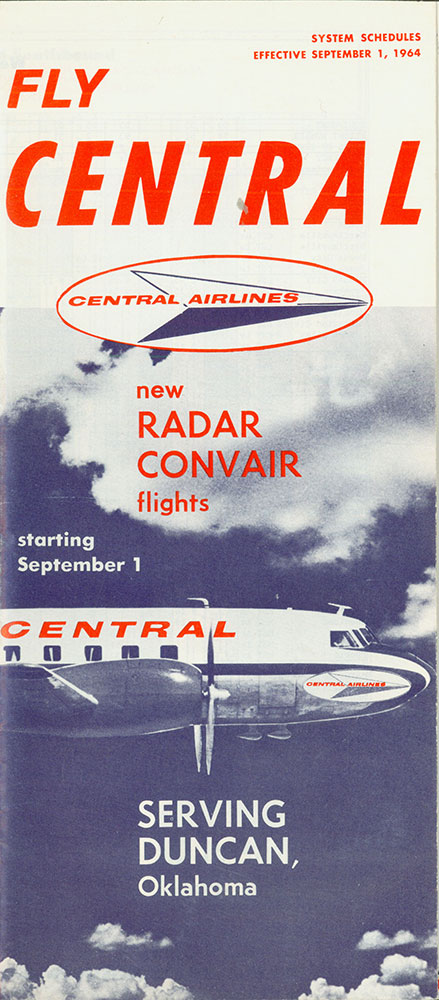 SYSTEM SCHEDULES
EFFECTIVE SEPTEMBER 1, 1964
FLY
CENTRAL
CENTRAL AIRLINES
new
RADAR
CONVAIR
flights
starting
September 1
CENTRAL
CENTRAL AIRLINES
SERVING
DUNCAN,
Oklahoma